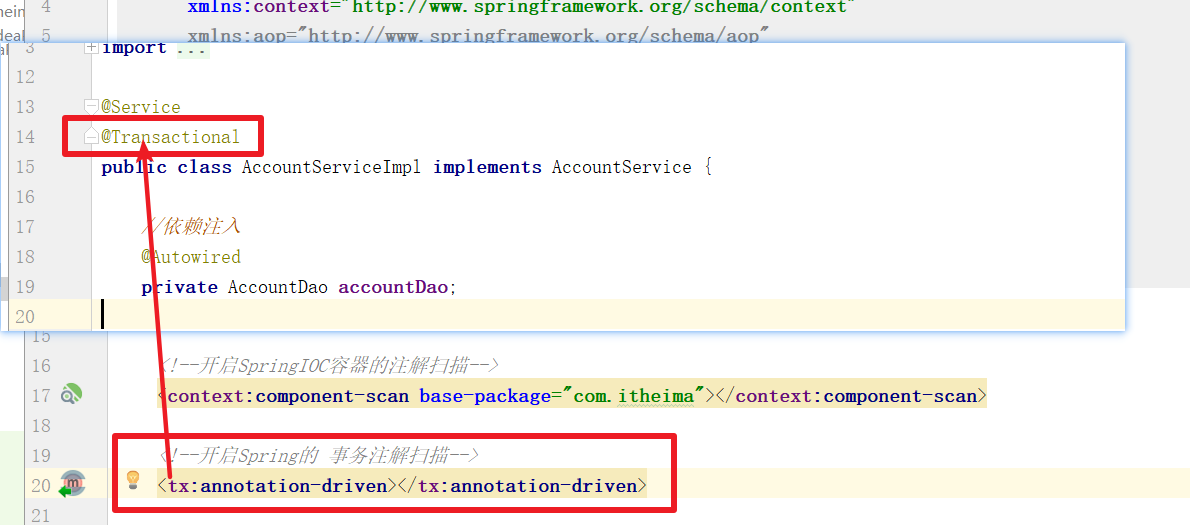 4 xmlns:context="http://www.springframework.org/schema/context"
5 xmlns:aop="http://www.springframework.org/schema/aop"
3 import ...
12
13 @Service
14 @Transactional
15 public class AccountServiceImpl implements AccountService {
16
17 //依赖注入
18 @Autowired
19 private AccountDao accountDao;
20
15
16 <!--开启SpringIOC容器的注解扫描-->
17 <context:component-scan base-package="com.itheima"></context:component-scan>
18
19 <!--开启Spring的 事务注解扫描-->
20 <tx:annotation-driven></tx:annotation-driven>
21